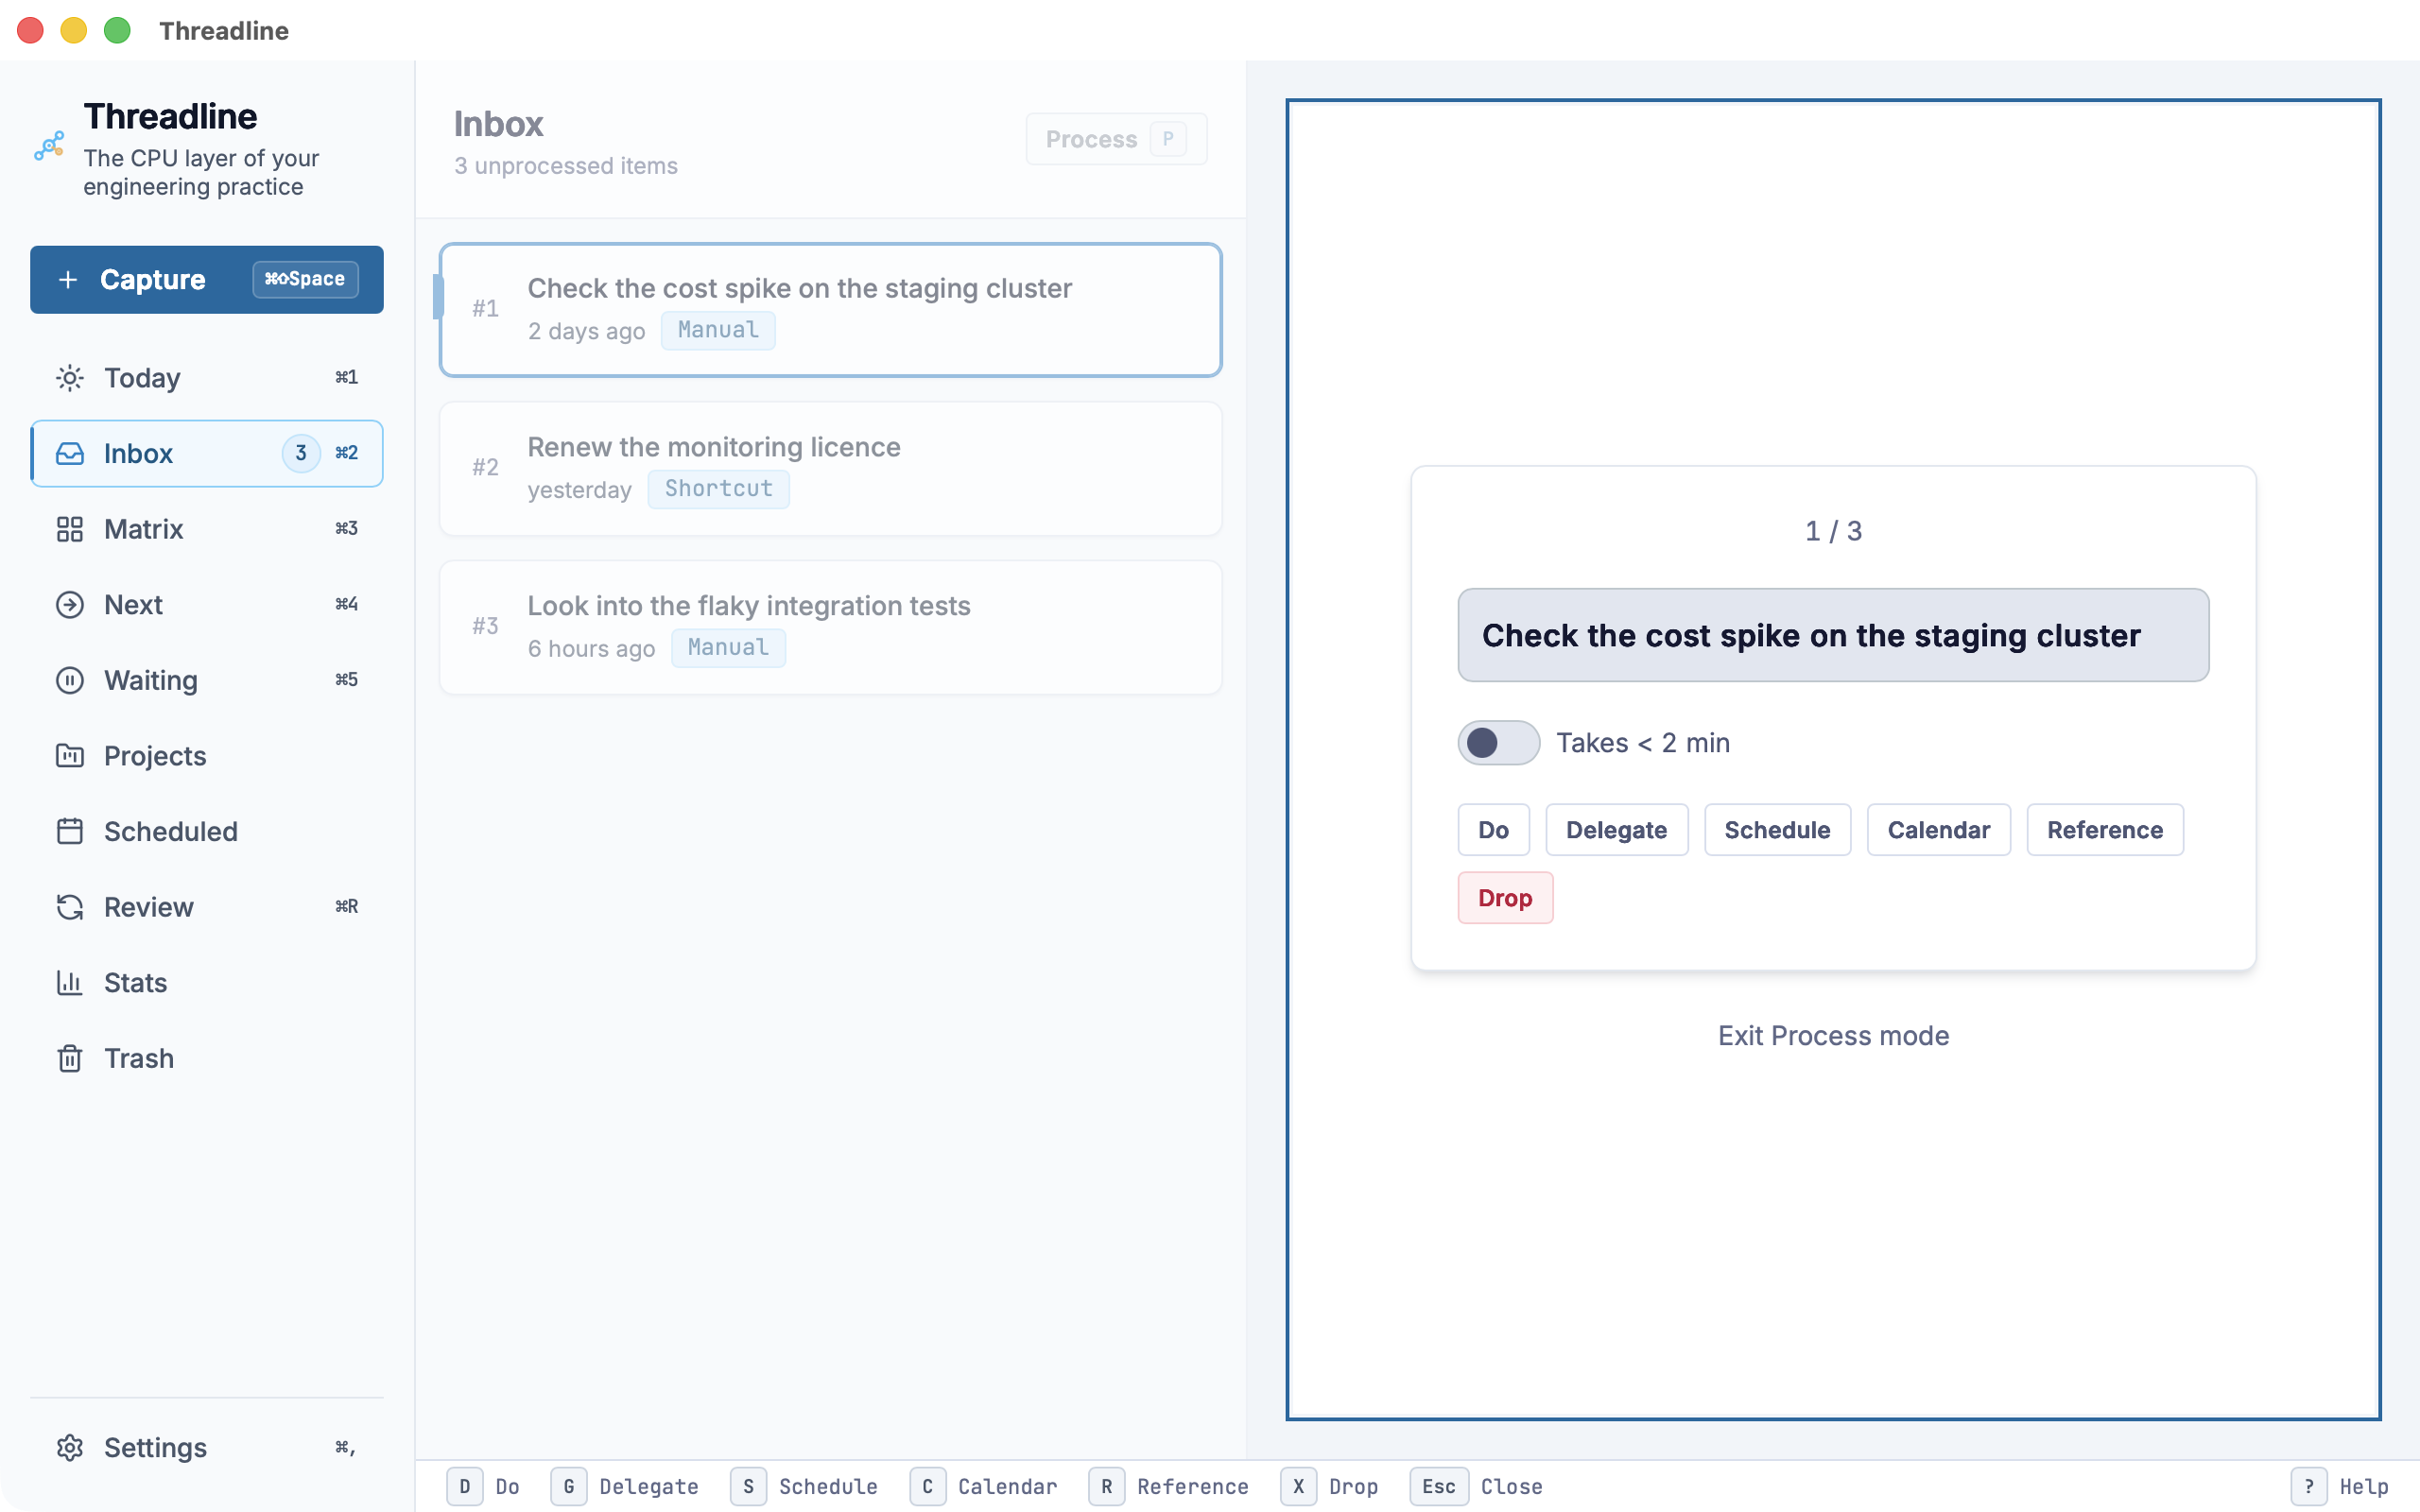 Threadline
Threadline
The CPU layer of your
engineering practice
+ Capture ⌘⇧Space
Today ⌘1
Inbox 3 ⌘2
Matrix ⌘3
Next ⌘4
Waiting ⌘5
Projects
Scheduled
Review ⌘R
Stats
Trash
Settings ⌘,
Inbox
3 unprocessed items
Process P
#1
Check the cost spike on the staging cluster
2 days ago Manual
#2
Renew the monitoring licence
yesterday Shortcut
#3
Look into the flaky integration tests
6 hours ago Manual
1 / 3
Check the cost spike on the staging cluster
Takes < 2 min
Do Delegate Schedule Calendar Reference
Drop
Exit Process mode
D Do G Delegate S Schedule C Calendar R Reference X Drop Esc Close ? Help